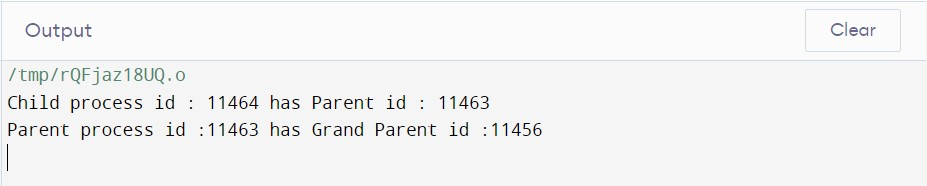 Output
Clear
/tmp/rQFjaz18UQ.o
Child process id : 11464 has Parent id : 11463
Parent process id :11463 has Grand Parent id :11456